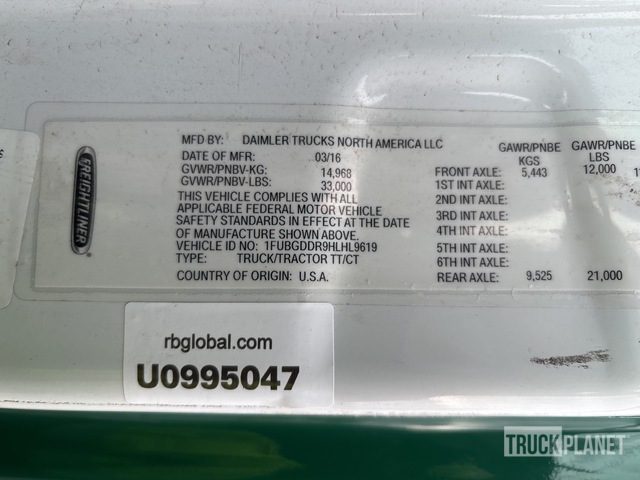 FREIGHTLINER
MFD BY: DAIMLER TRUCKS NORTH AMERICA LLC
DATE OF MFR: 03/16
GVWR/PNBV-KG: 14,968
GVWR/PNBV-LBS: 33,000
THIS VEHICLE COMPLIES WITH ALL
APPLICABLE FEDERAL MOTOR VEHICLE
SAFETY STANDARDS IN EFFECT AT THE DATE
OF MANUFACTURE SHOWN ABOVE.
VEHICLE ID NO: 1FUBGDDR9HLHL9619
TYPE: TRUCK/TRACTOR TT/CT
COUNTRY OF ORIGIN: U.S.A.
GAWR/PNBE GAWR/PNBE
KGS LBS
FRONT AXLE: 5,443 12,000
1ST INT AXLE:
2ND INT AXLE:
3RD INT AXLE:
4TH INT AXLE:
5TH INT AXLE:
6TH INT AXLE:
REAR AXLE: 9,525 21,000
rbglobal.com
U0995047
TRUCKPLANET